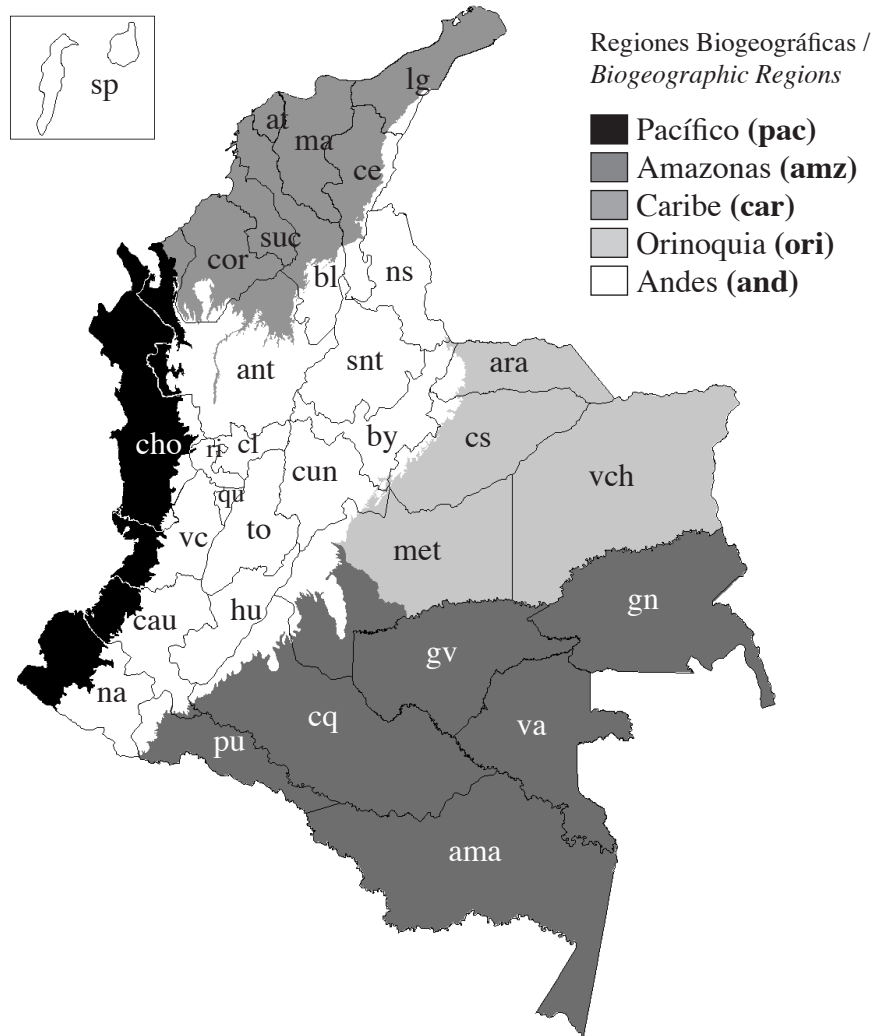 sp
Regiones Biogeográficas /
Biogeographic Regions
Pacífico (pac)
Amazonas (amz)
Caribe (car)
Orinoquia (ori)
Andes (and)
lg
at
ma
ce
suc
cor
bl
ns
ant
snt
ara
cho
ri
cl
by
cs
cun
vch
qu
vc
to
met
cau
hu
gn
gv
na
cq
va
pu
ama